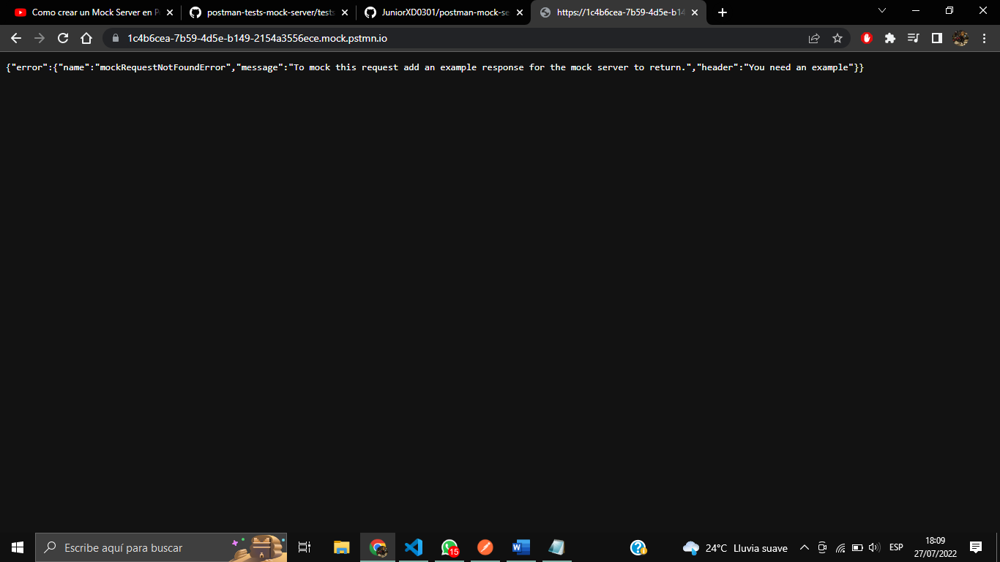 Como crear un Mock Server en P
postman-tests-mock-server/tests
JuniorXD0301/postman-mock-se
https://1c4b6cea-7b59-4d5e-b14
1c4b6cea-7b59-4d5e-b149-2154a3556ece.mock.pstmn.io
{"error":{"name":"mockRequestNotFoundError","message":"To mock this request add an example response for the mock server to return.","header":"You need an example"}}
Escribe aquí para buscar
15
24°C Lluvia suave
ESP
18:09
27/07/2022